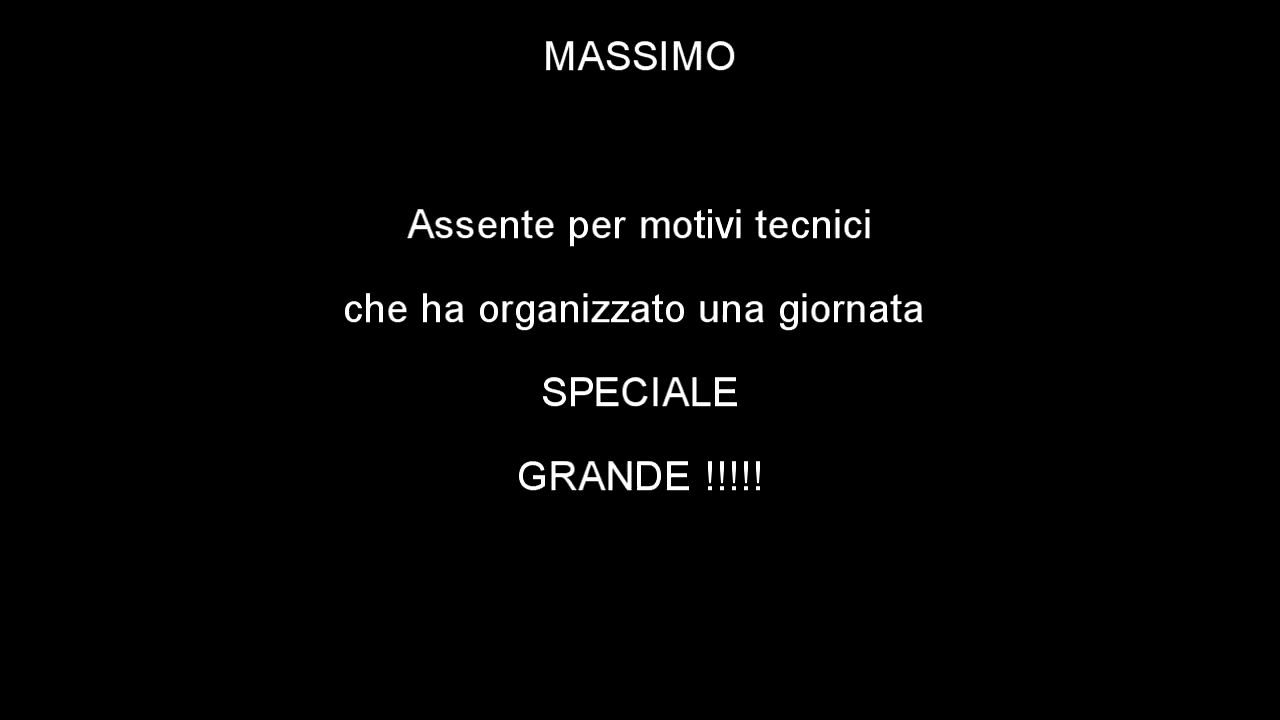 MASSIMO
Assente per motivi tecnici
che ha organizzato una giornata
SPECIALE
GRANDE !!!!!